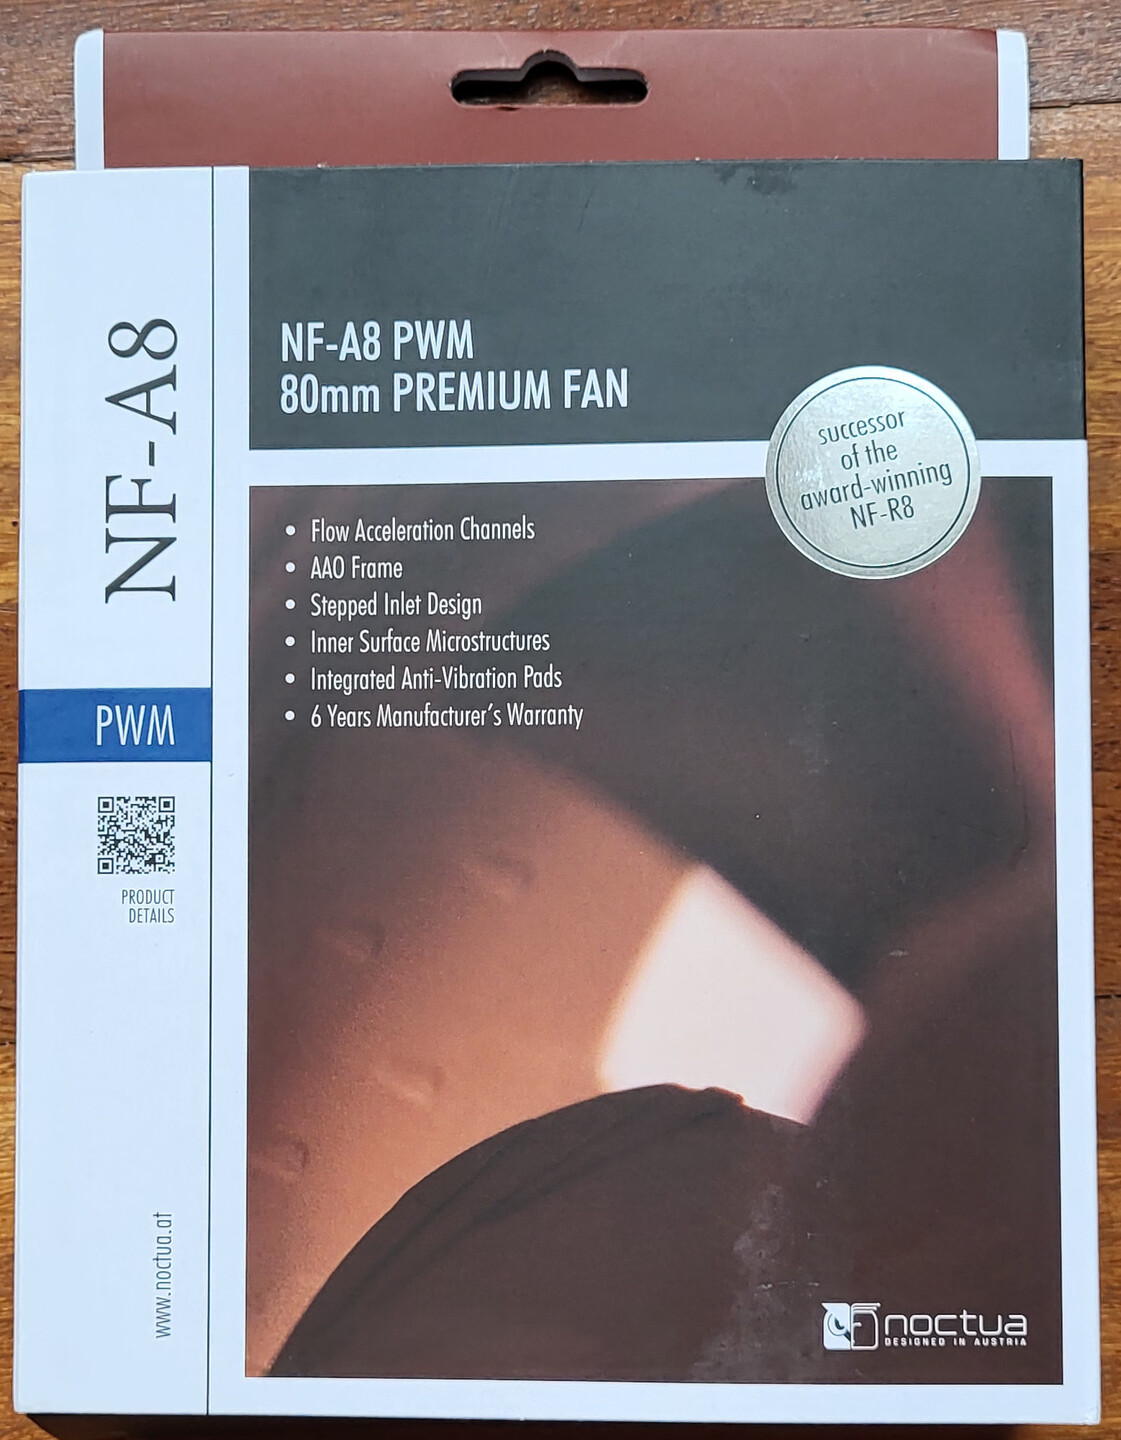 NF-A8
PWM
PRODUCT
DETAILS
www.noctua.at
NF-A8 PWM
80mm PREMIUM FAN
successor
of the
award-winning
NF-R8
• Flow Acceleration Channels
• AAO Frame
• Stepped Inlet Design
• Inner Surface Microstructures
• Integrated Anti-Vibration Pads
• 6 Years Manufacturer's Warranty
noctua
DESIGNED IN AUSTRIA